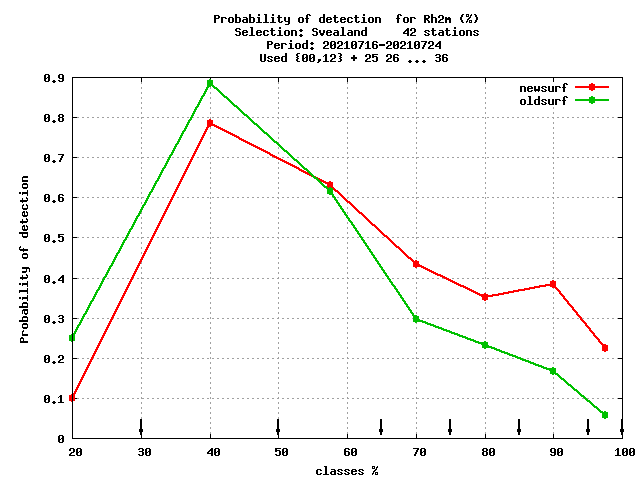 Probability of detection  for Rh2m (%)
Selection: Svealand     42 stations
Period: 20210716-20210724
Used {00,12} + 25 26 ... 36
newsurf
oldsurf
Probability of detection
0.9
0.8
0.7
0.6
0.5
0.4
0.3
0.2
0.1
0
20 30 40 50 60 70 80 90 100
classes %